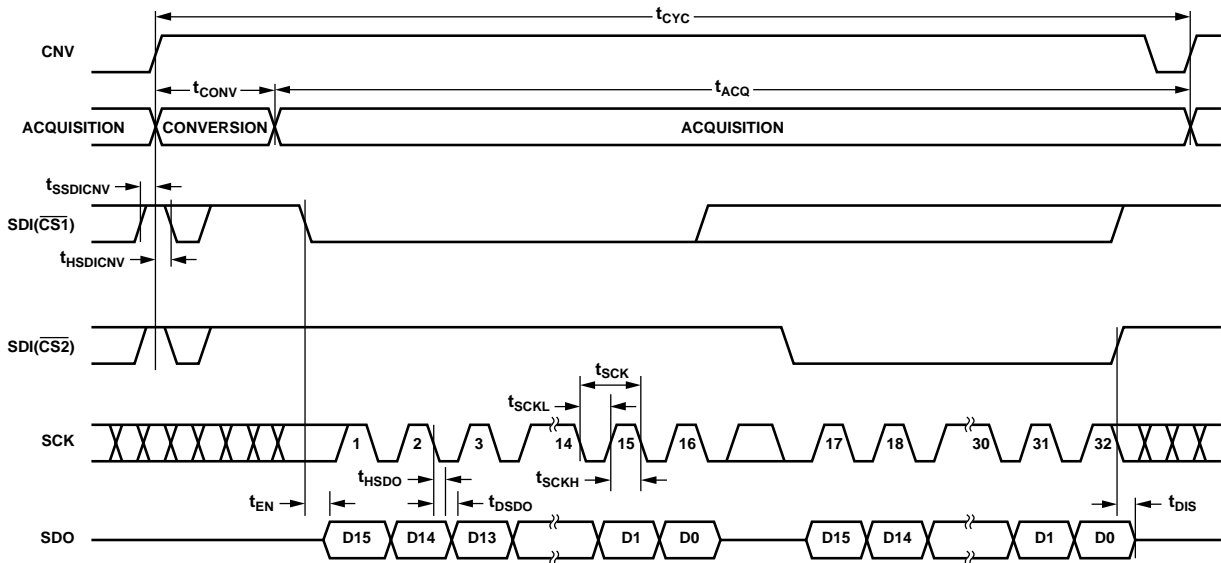 tCYC
CNV
tCONV
tACQ
ACQUISITION
CONVERSION
ACQUISITION
tSSDICNV
SDI(CS1)
tHSDICNV
SDI(CS2)
tSCK
tSCKL
SCK
1 2 3 14 15 16 17 18 30 31 32
tHSDO
tSCKH
tEN
tDSDO
tDIS
SDO
D15 D14 D13 D1 D0 D15 D14 D1 D0